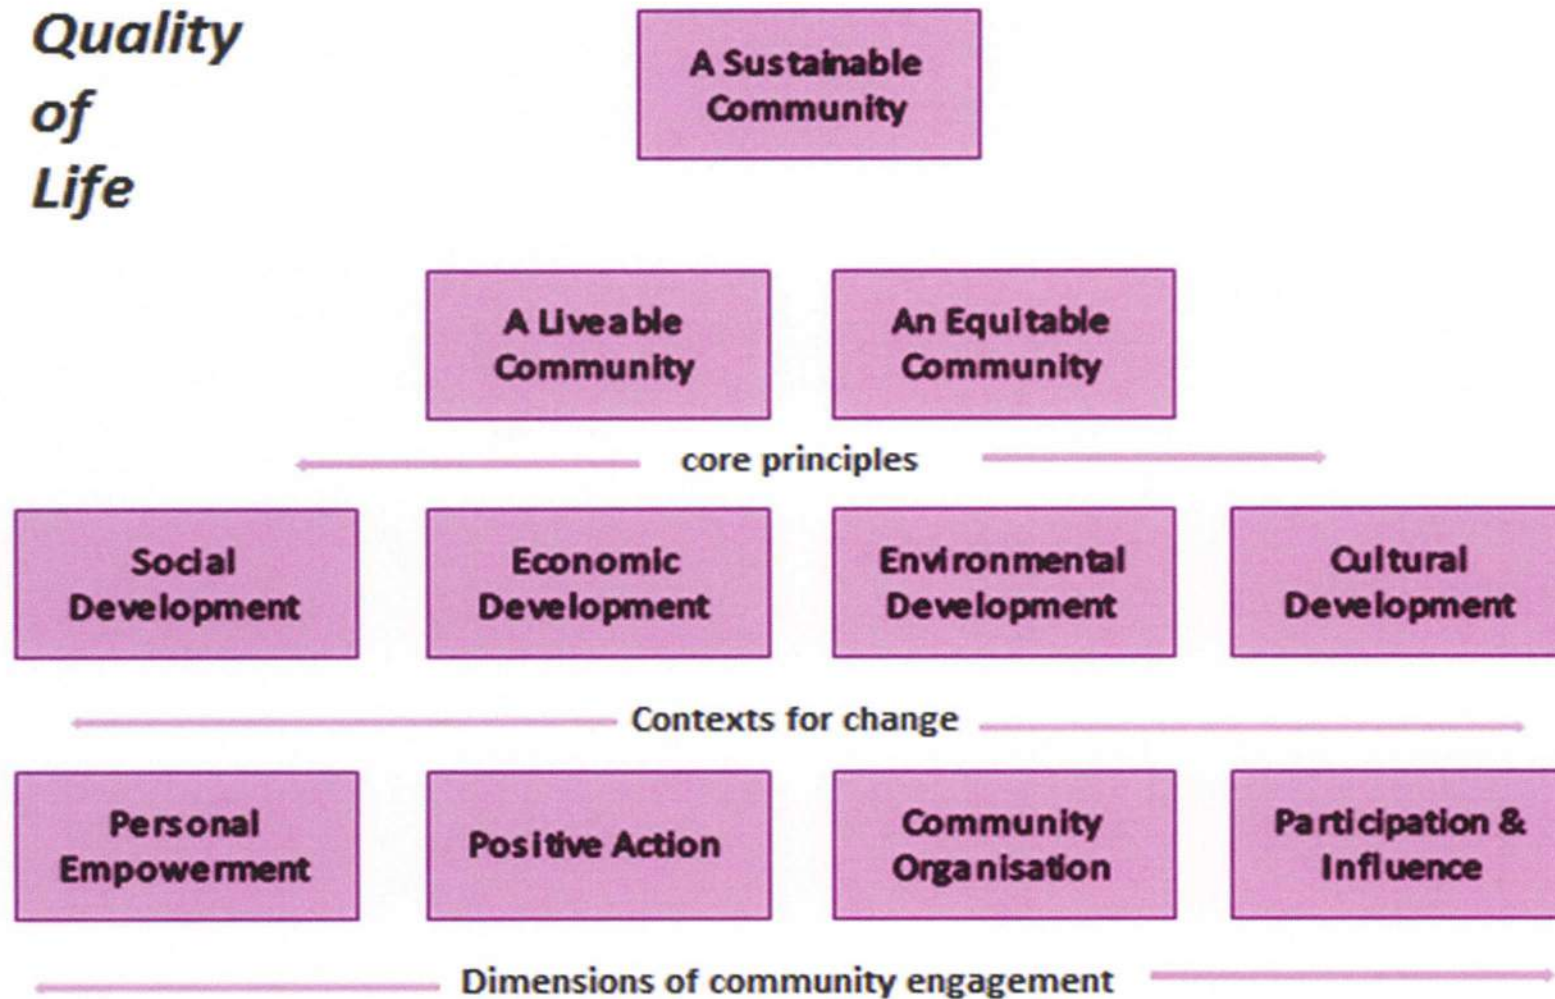 Quality
of
Life
A Sustainable
Community
A Liveable
Community
An Equitable
Community
core principles
Social
Development
Economic
Development
Environmental
Development
Cultural
Development
Contexts for change
Personal
Empowerment
Positive Action
Community
Organisation
Participation &
Influence
Dimensions of community engagement